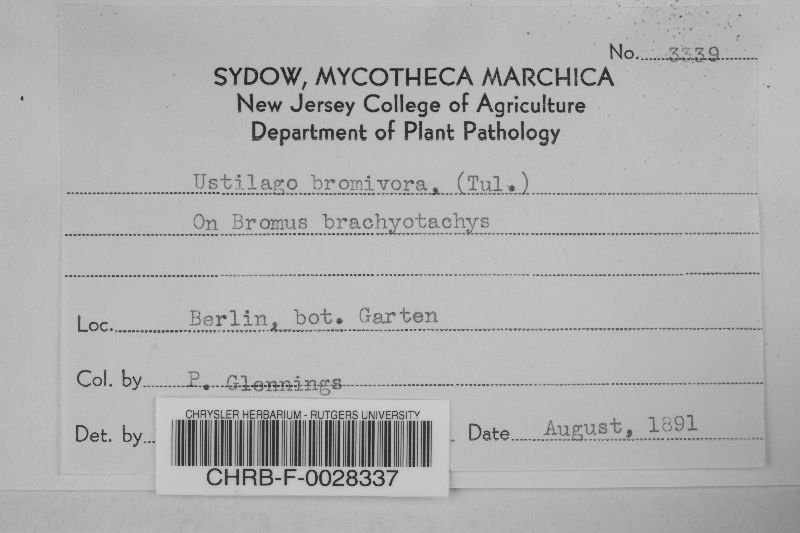 No. 3339
SYDOW, MYCOTHECA MARCHICA
New Jersey College of Agriculture
Department of Plant Pathology
Ustilago bromivora, (Tul.)
On Bromus brachyotachys
Loc. Berlin, bot. Garten
Col. by P. Glennings
Det. by
Date August, 1891
CHRYSLER HERBARIUM - RUTGERS UNIVERSITY
CHRB-F-0028337